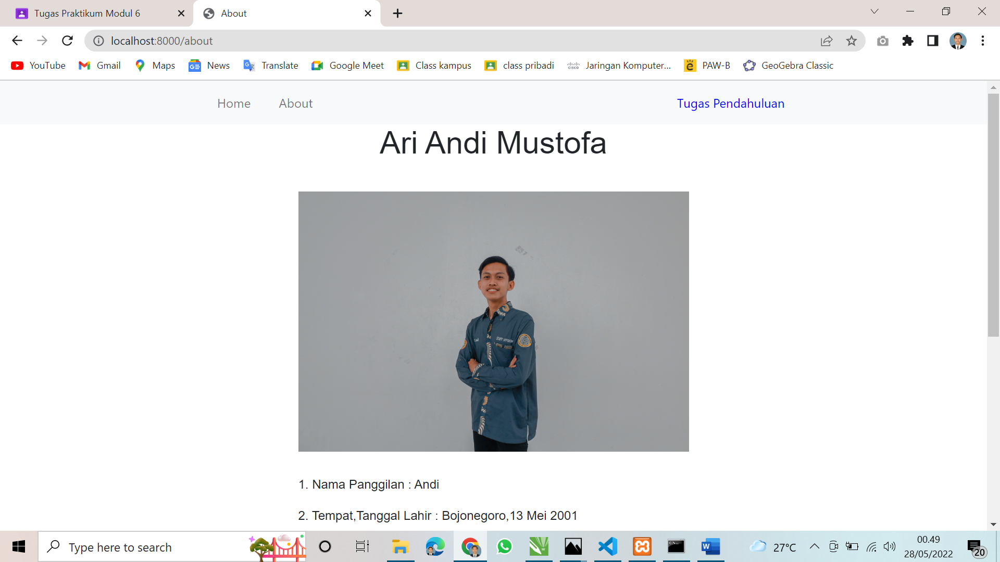 Tugas Praktikum Modul 6
About
localhost:8000/about
YouTube
Gmail
Maps
News
Translate
Google Meet
Class kampus
class pribadi
Jaringan Komputer...
PAW-B
GeoGebra Classic
Home
About
Tugas Pendahuluan
Ari Andi Mustofa
1. Nama Panggilan : Andi
2. Tempat,Tanggal Lahir : Bojonegoro,13 Mei 2001
Type here to search
27°C
00.49
28/05/2022
20